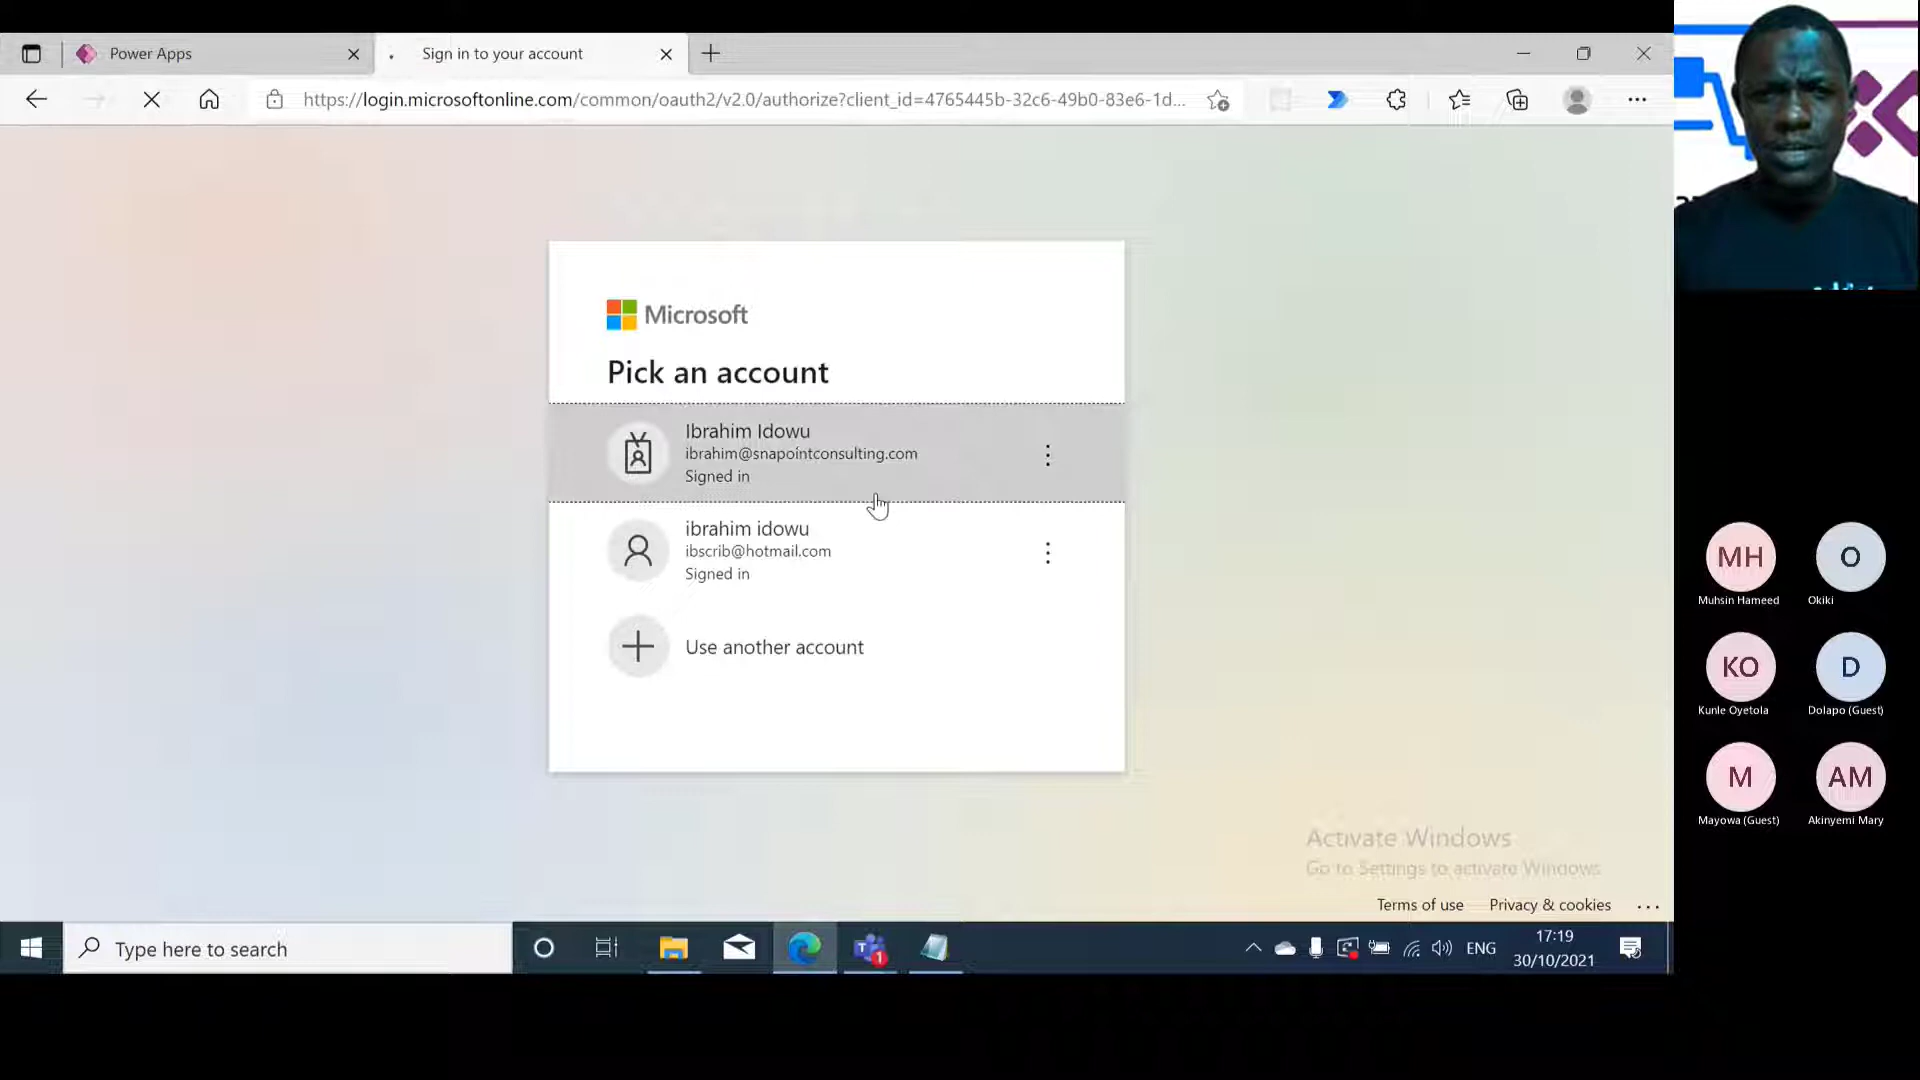 Power Apps
Sign in to your account
https://login.microsoftonline.com/common/oauth2/v2.0/authorize?client_id=4765445b-32c6-49b0-83e6-1d...
Microsoft
Pick an account
Ibrahim Idowu
ibrahim@snapointconsulting.com
Signed in
ibrahim idowu
ibscrib@hotmail.com
Signed in
Use another account
Activate Windows
Go to Settings to activate Windows
Terms of use
Privacy & cookies
Type here to search
1
ENG
17:19
30/10/2021
MH
Muhsin Hameed
O
Okiki
KO
Kunle Oyetola
D
Dolapo (Guest)
M
Mayowa (Guest)
AM
Akinyemi Mary